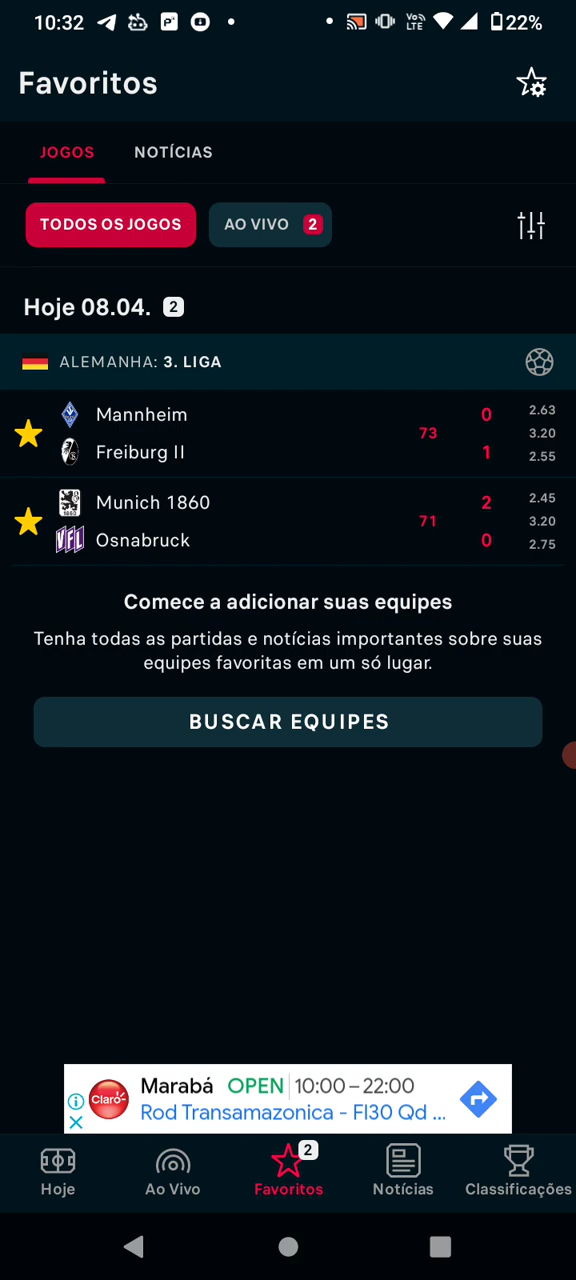 10:32 22%
Favoritos
JOGOS NOTÍCIAS
TODOS OS JOGOS AO VIVO 2
Hoje 08.04. 2
ALEMANHA: 3. LIGA
Mannheim 0 2.63
73 3.20
Freiburg II 1 2.55
Munich 1860 2 2.45
71 3.20
Osnabruck 0 2.75
Comece a adicionar suas equipes
Tenha todas as partidas e notícias importantes sobre suas
equipes favoritas em um só lugar.
BUSCAR EQUIPES
Claro Marabá OPEN 10:00 – 22:00
Rod Transamazonica - Fl30 Qd ...
2
Hoje Ao Vivo Favoritos Notícias Classificações